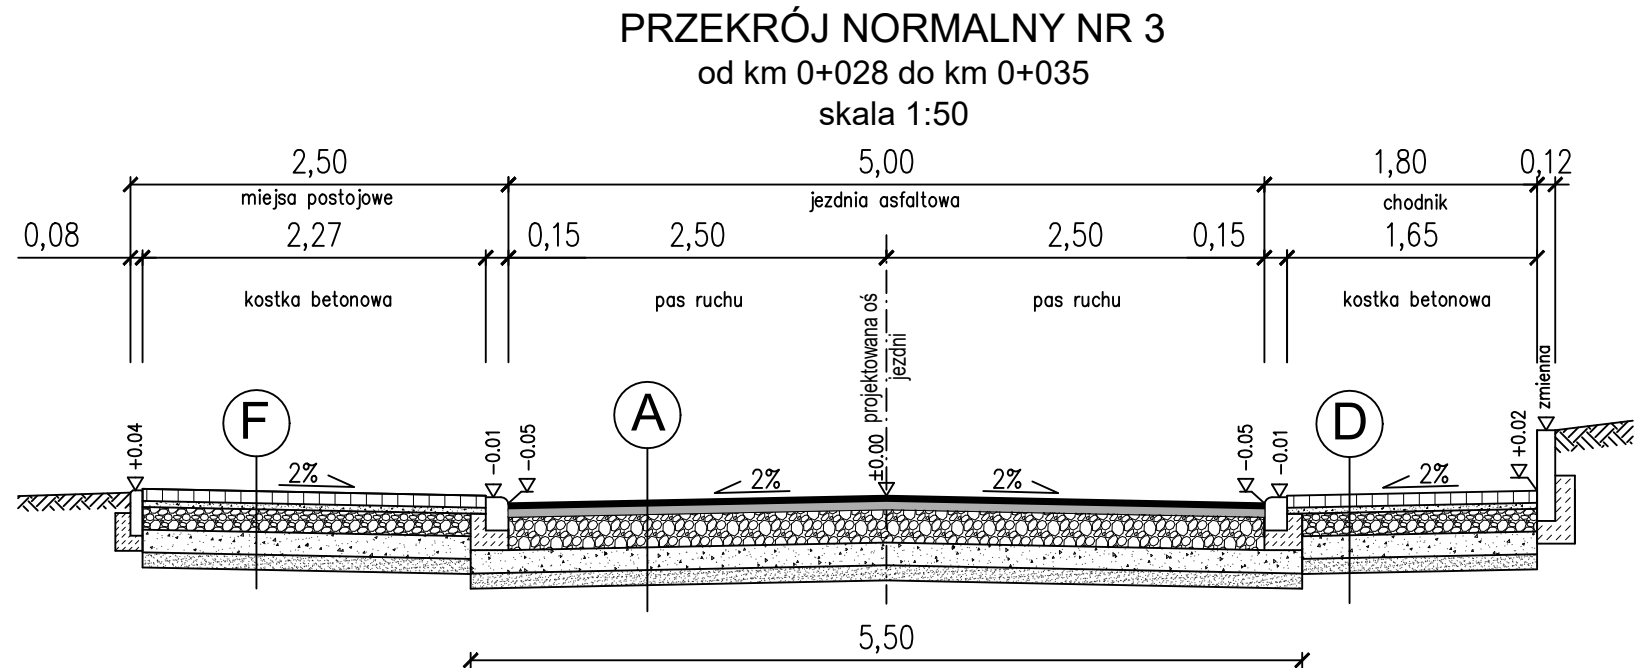 PRZEKRÓJ NORMALNY NR 3
od km 0+028 do km 0+035
skala 1:50
2,50 5,00 1,80 0,12
miejsa postojowe jezdnia asfaltowa chodnik
0,08 2,27 0,15 2,50 2,50 0,15 1,65
kostka betonowa pas ruchu pas ruchu kostka betonowa
projektowana oś
jezdni
zmienna
F A D
+0.04 -0.01 -0.05 ±0.00 -0.05 -0.01 +0.02
2% 2% 2% 2%
5,50